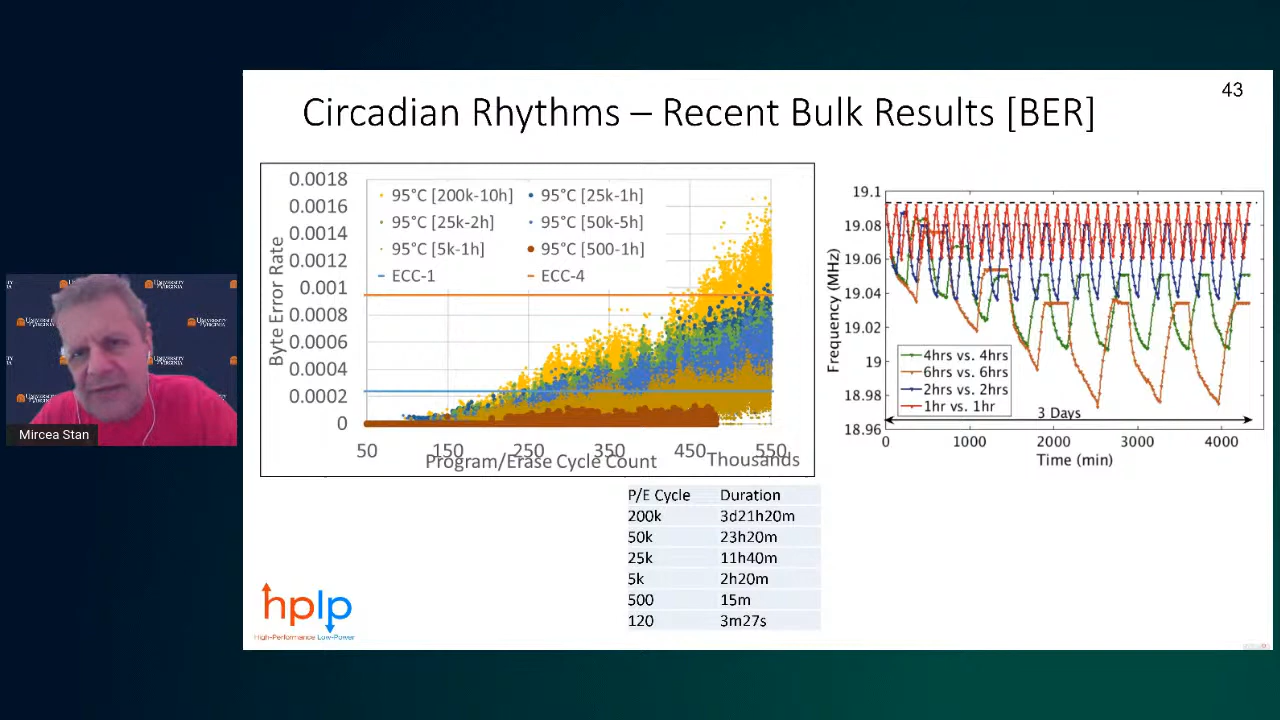 43
Circadian Rhythms – Recent Bulk Results [BER]
0.0018
0.0016
0.0014
0.0012
0.001
0.0008
0.0006
0.0004
0.0002
0
Byte Error Rate
95°C [200k-10h]
95°C [25k-1h]
95°C [25k-2h]
95°C [50k-5h]
95°C [5k-1h]
95°C [500-1h]
ECC-1
ECC-4
50
150
250
350
450
550
Program/Erase Cycle Count
Thousands
19.1
19.08
19.06
19.04
19.02
19
18.98
18.96
Frequency (MHz)
4hrs vs. 4hrs
6hrs vs. 6hrs
2hrs vs. 2hrs
1hr vs. 1hr
3 Days
0
1000
2000
3000
4000
Time (min)
UNIVERSITY
of VIRGINIA
Mircea Stan
P/E Cycle Duration
200k 3d21h20m
50k 23h20m
25k 11h40m
5k 2h20m
500 15m
120 3m27s
hplp
High-Performance Low-Power